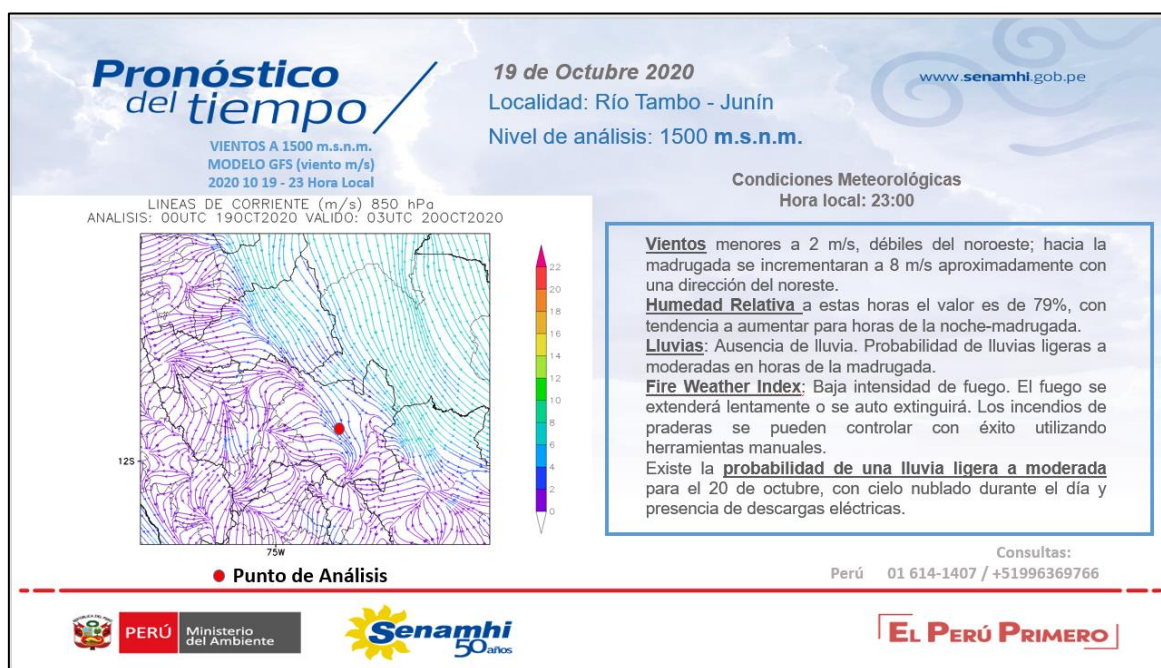 Pronóstico
del tiempo
VIENTOS A 1500 m.s.n.m.
MODELO GFS (viento m/s)
2020 10 19 - 23 Hora Local
19 de Octubre 2020
Localidad: Río Tambo - Junín
Nivel de análisis: 1500 m.s.n.m.
www.senamhi.gob.pe
LINEAS DE CORRIENTE (m/s) 850 hPa
ANALISIS: 00UTC 19OCT2020 VALIDO: 03UTC 20OCT2020
22
20
18
16
14
12
10
8
6
4
2
0
12S
75W
Punto de Análisis
Condiciones Meteorológicas
Hora local: 23:00
Vientos menores a 2 m/s, débiles del noroeste; hacia la
madrugada se incrementaran a 8 m/s aproximadamente con
una dirección del noreste.
Humedad Relativa a estas horas el valor es de 79%, con
tendencia a aumentar para horas de la noche-madrugada.
Lluvias: Ausencia de lluvia. Probabilidad de lluvias ligeras a
moderadas en horas de la madrugada.
Fire Weather Index: Baja intensidad de fuego. El fuego se
extenderá lentamente o se auto extinguirá. Los incendios de
praderas se pueden controlar con éxito utilizando
herramientas manuales.
Existe la probabilidad de una lluvia ligera a moderada
para el 20 de octubre, con cielo nublado durante el día y
presencia de descargas eléctricas.
Consultas:
Perú 01 614-1407 / +51996369766
PERÚ
Ministerio
del Ambiente
Senamhi
50 años
EL PERÚ PRIMERO